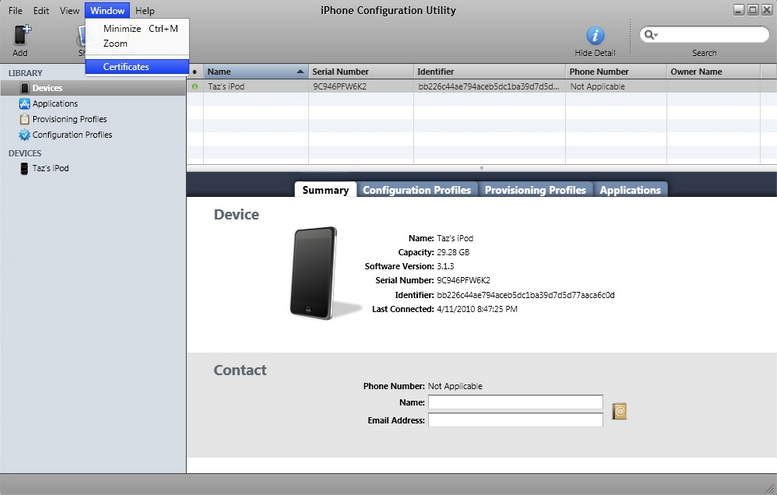 iPhone Configuration Utility
File Edit View Window Help
Minimize Ctrl+M
Zoom
Certificates
Add
Hide Detail
Search
LIBRARY
Devices
Applications
Provisioning Profiles
Configuration Profiles
DEVICES
Taz's iPod
Name Serial Number Identifier Phone Number Owner Name
Taz's iPod 9C946PFW6K2 bb226c44ae794aceb5dc1ba39d7d5d... Not Applicable
Summary Configuration Profiles Provisioning Profiles Applications
Device
Name: Taz's iPod
Capacity: 29.28 GB
Software Version: 3.1.3
Serial Number: 9C946PFW6K2
Identifier: bb226c44ae794aceb5dc1ba39d7d5d77aaca6c0d
Last Connected: 4/11/2010 8:47:25 PM
Contact
Phone Number: Not Applicable
Name:
Email Address: